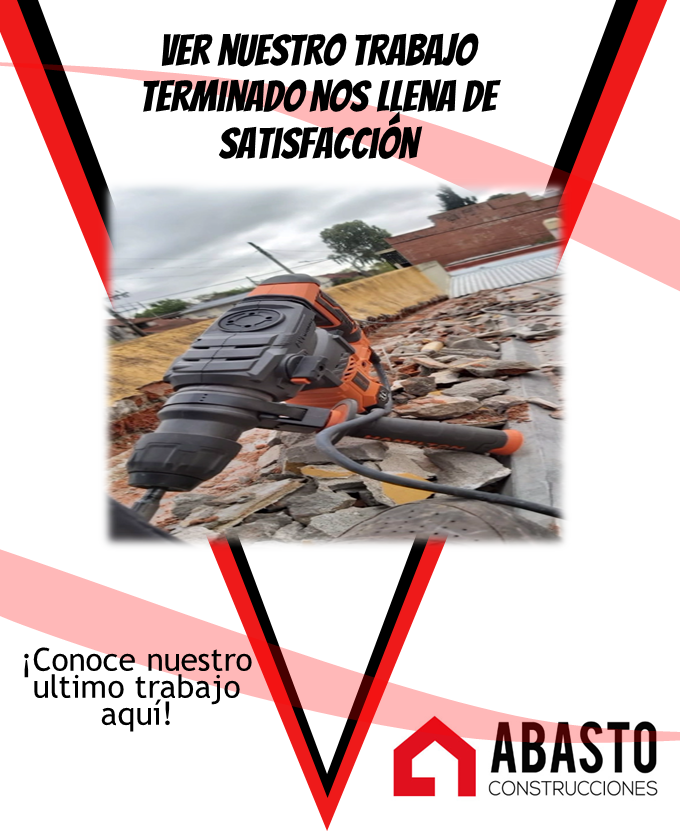 VER NUESTRO TRABAJO
TERMINADO NOS LLENA DE
SATISFACCIÓN
¡Conoce nuestro
ultimo trabajo
aquí!
ABASTO
CONSTRUCCIONES